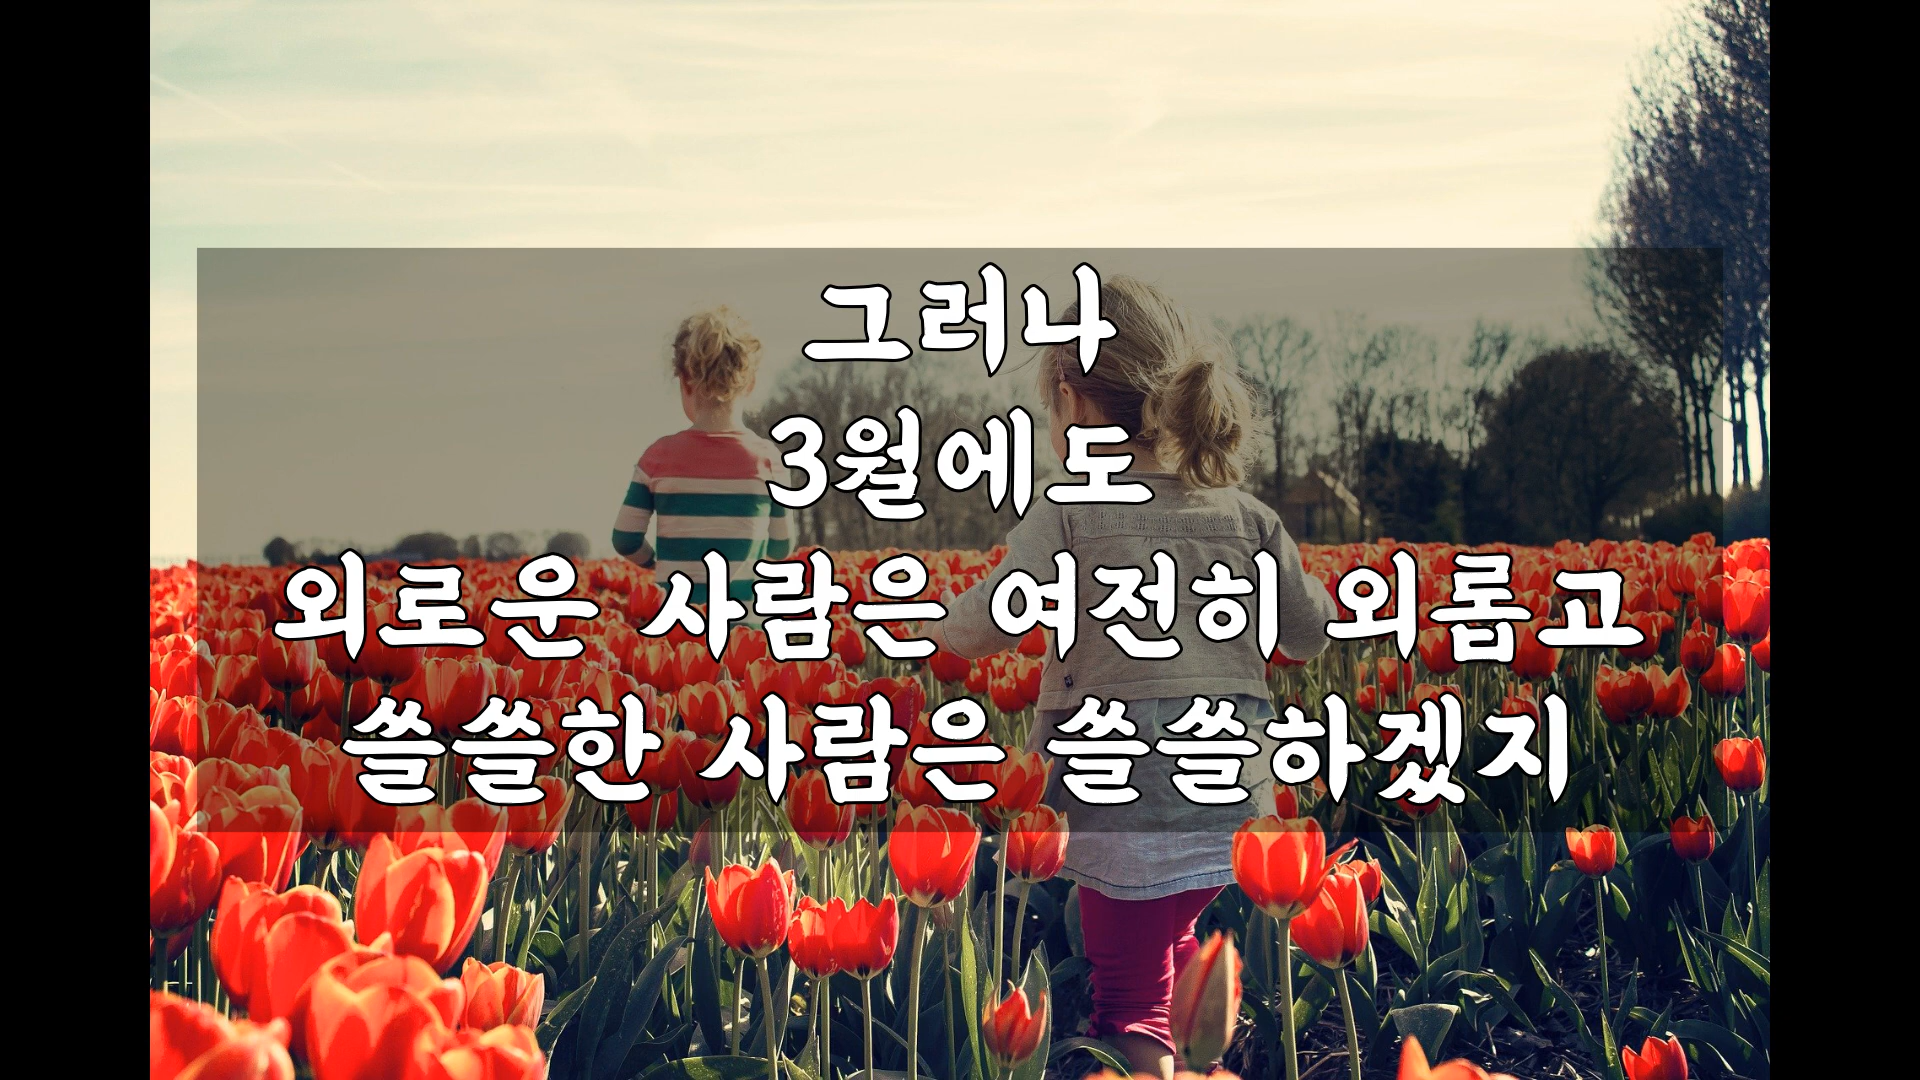 그러나
3월에도
외로운 사람은 여전히 외롭고
쓸쓸한 사람은 쓸쓸하겠지